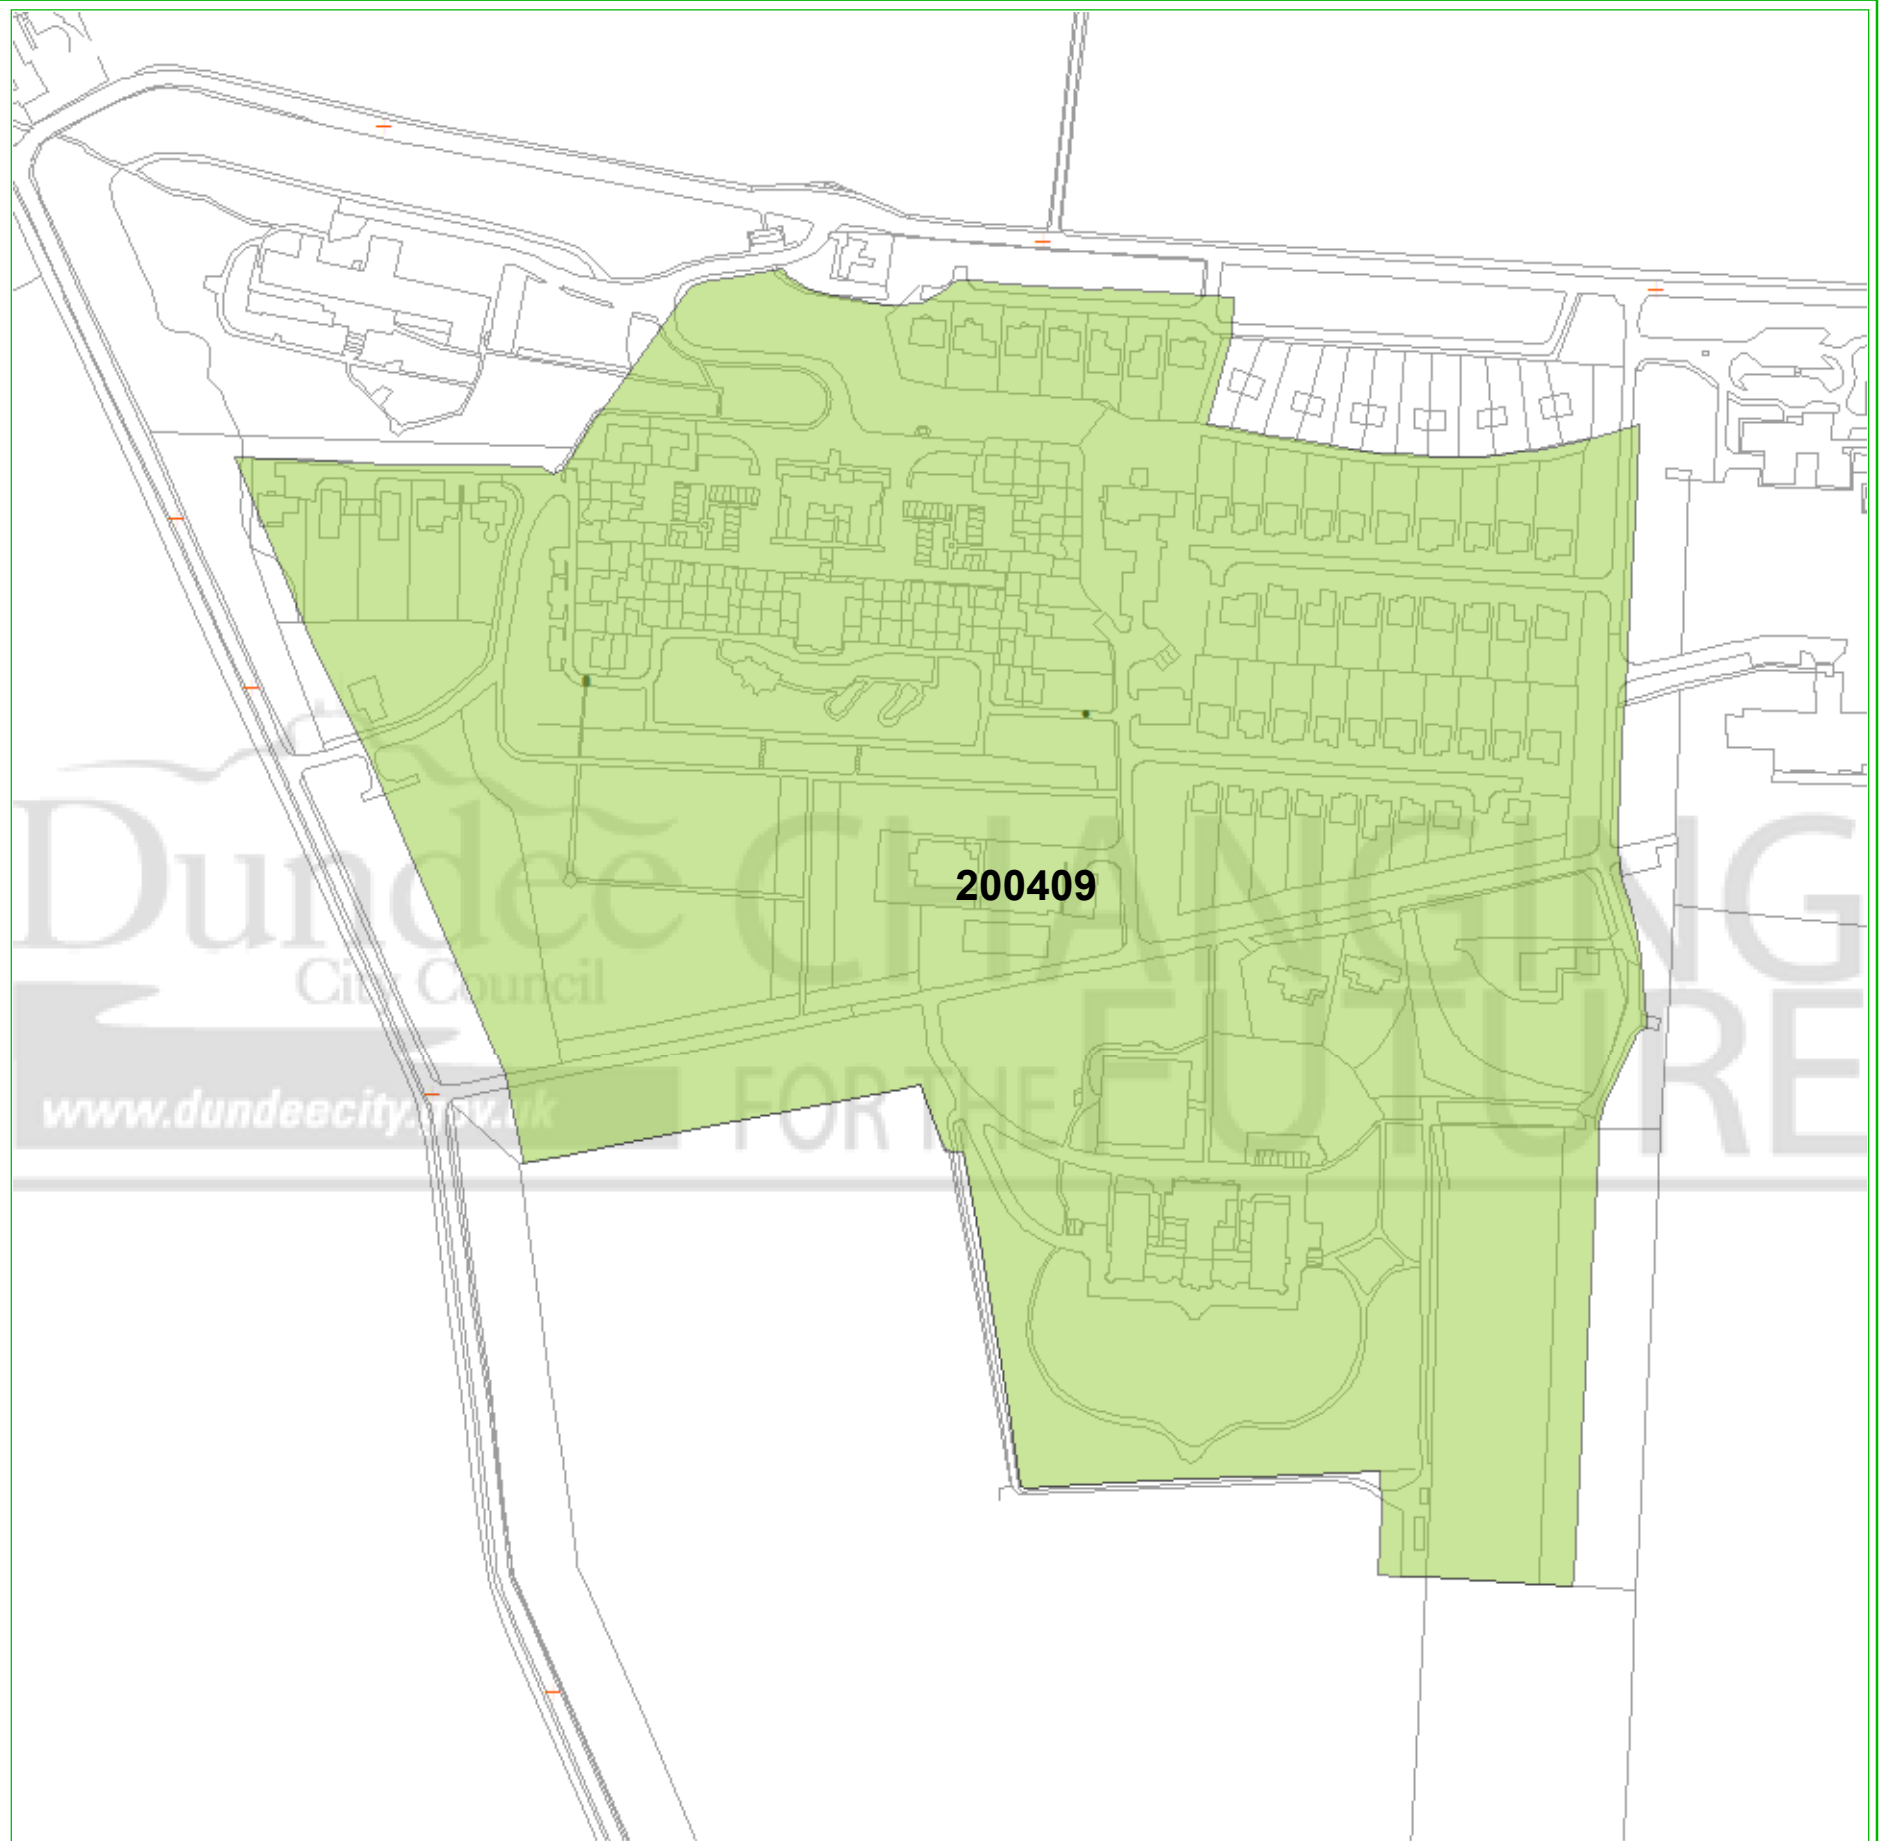 200409
Dundee
City Council
www.dundeecity.gov.uk
CHANGING
FOR THE FUTURE